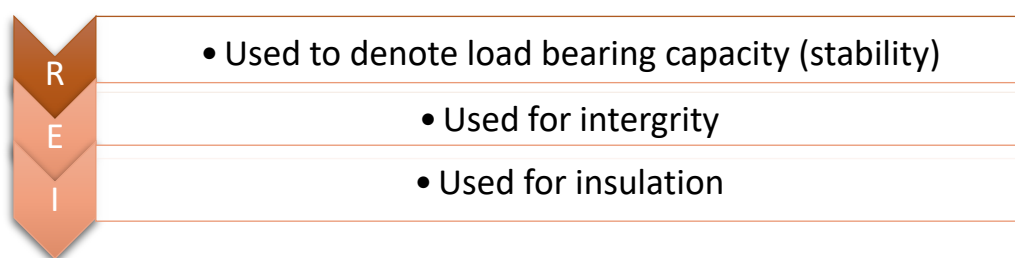 R
• Used to denote load bearing capacity (stability)
E
• Used for intergrity
I
• Used for insulation